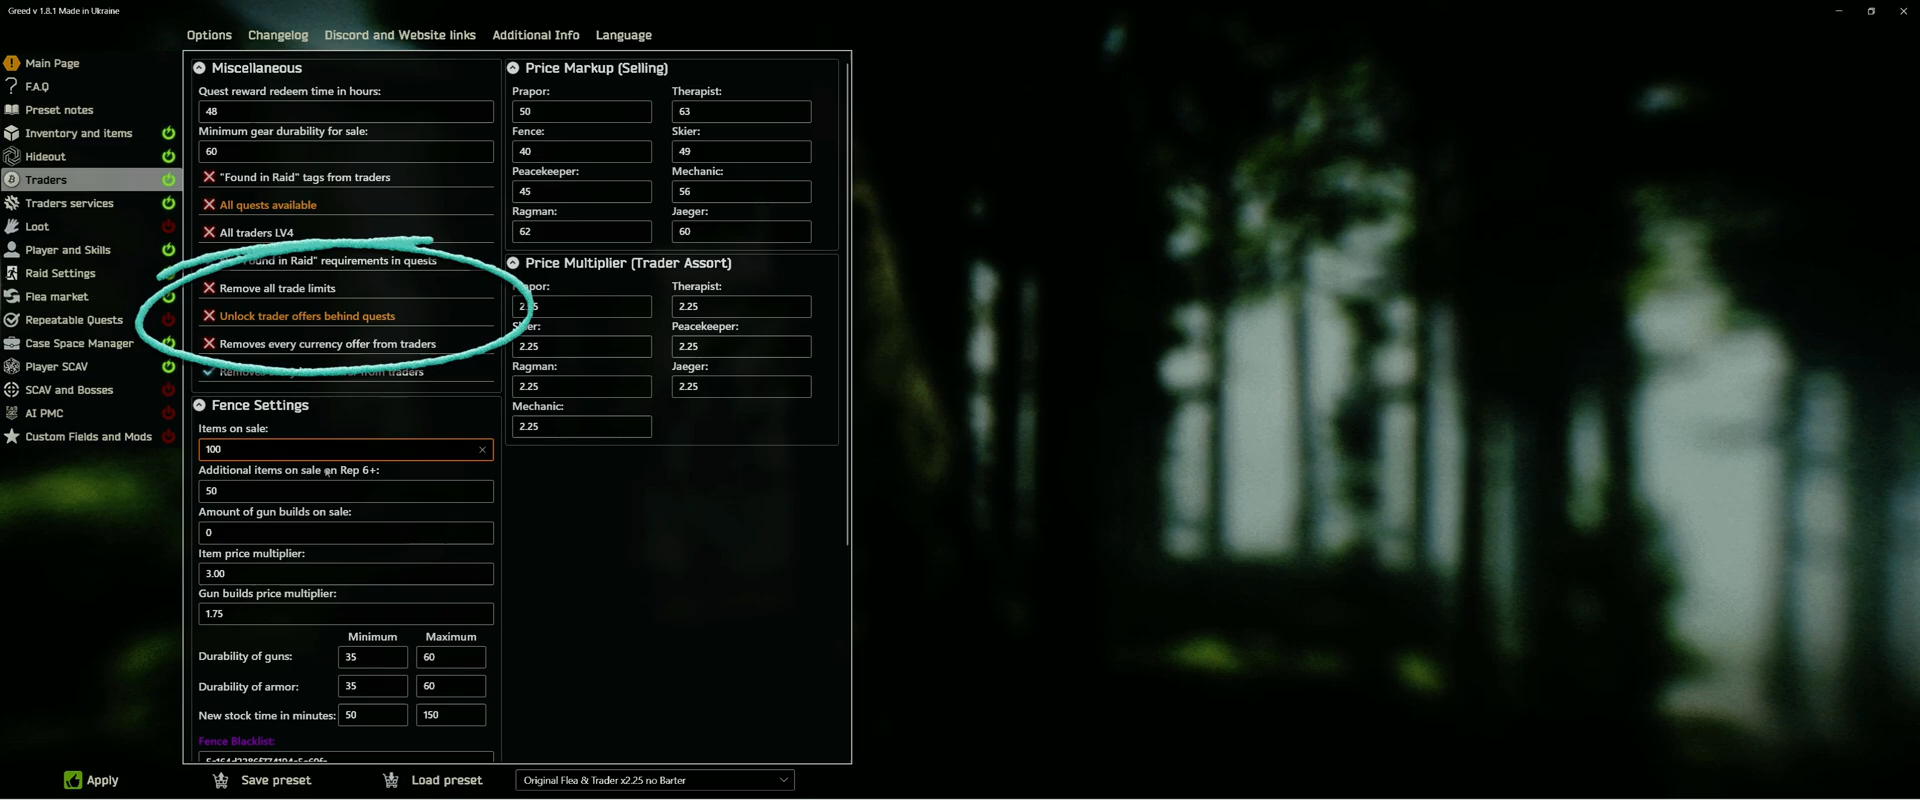 Greed v 1.8.1 Made in Ukraine
Options Changelog Discord and Website links Additional Info Language
Main Page
F.A.Q
Preset notes
Inventory and items
Hideout
Traders
Traders services
Loot
Player and Skills
Raid Settings
Flea market
Repeatable Quests
Case Space Manager
Player SCAV
SCAV and Bosses
AI PMC
Custom Fields and Mods
Miscellaneous
Quest reward redeem time in hours:
48
Minimum gear durability for sale:
60
"Found in Raid" tags from traders
All quests available
All traders LV4
in Raid" requirements in quests
Remove all trade limits
Unlock trader offers behind quests
Removes every currency offer from traders
from traders
Fence Settings
Items on sale:
100
Additional items on sale on Rep 6+:
50
Amount of gun builds on sale:
0
Item price multiplier:
3.00
Gun builds price multiplier:
1.75
Minimum Maximum
Durability of guns: 35 60
Durability of armor: 35 60
New stock time in minutes: 50 150
Fence Blacklist:
Price Markup (Selling)
Prapor: Therapist:
50 63
Fence: Skier:
40 49
Peacekeeper: Mechanic:
45 56
Ragman: Jaeger:
62 60
Price Multiplier (Trader Assort)
Therapist:
2.25
Peacekeeper:
2.25 2.25
Ragman: Jaeger:
2.25 2.25
Mechanic:
2.25
Apply Save preset Load preset Original Flea & Trader x2.25 no Barter